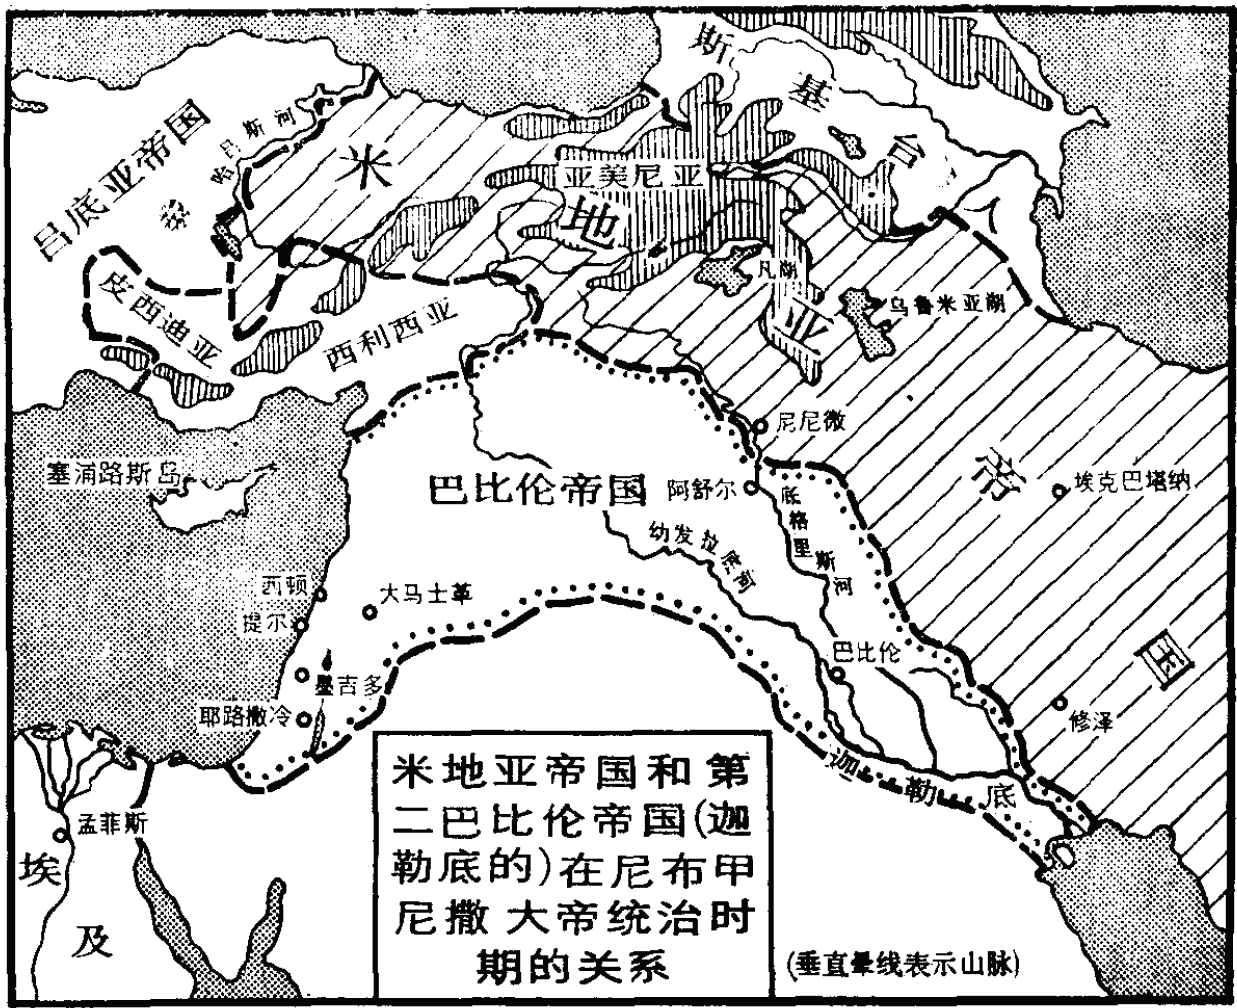 斯基台人
吕底亚帝国
哈吕斯河
米地亚帝国
亚美尼亚
凡湖
乌鲁米亚湖
皮西迪亚
西利西亚
尼尼微
塞浦路斯岛
巴比伦帝国
阿舒尔
底格里斯河
埃克巴塔纳
幼发拉底河
西顿
大马士革
提尔
巴比伦
墨吉多
耶路撒冷
修泽
迦勒底
孟菲斯
埃及
米地亚帝国和第
二巴比伦帝国(迦
勒底的)在尼布甲
尼撒大帝统治时
期的关系
(垂直晕线表示山脉)